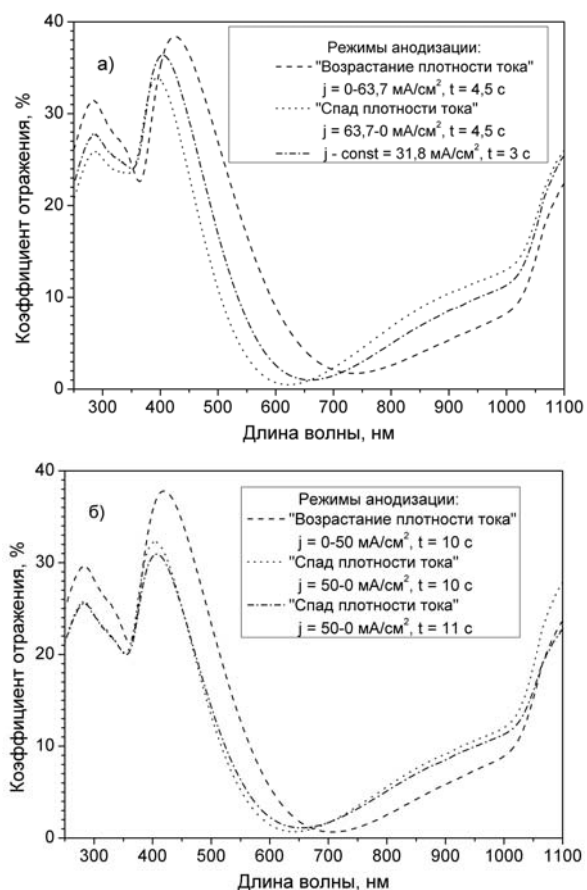 40
30
20
10
0
Коэффициент отражения, %
а)
Режимы анодизации:
"Возрастание плотности тока"
j = 0-63,7 мА/см², t = 4,5 с
"Спад плотности тока"
j = 63,7-0 мА/см², t = 4,5 с
j - const = 31,8 мА/см², t = 3 с
300 400 500 600 700 800 900 1000 1100
Длина волны, нм
40
30
20
10
0
Коэффициент отражения, %
б)
Режимы анодизации:
"Возрастание плотности тока"
j = 0-50 мА/см², t = 10 с
"Спад плотности тока"
j = 50-0 мА/см², t = 10 с
"Спад плотности тока"
j = 50-0 мА/см², t = 11 с
300 400 500 600 700 800 900 1000 1100
Длина волны, нм